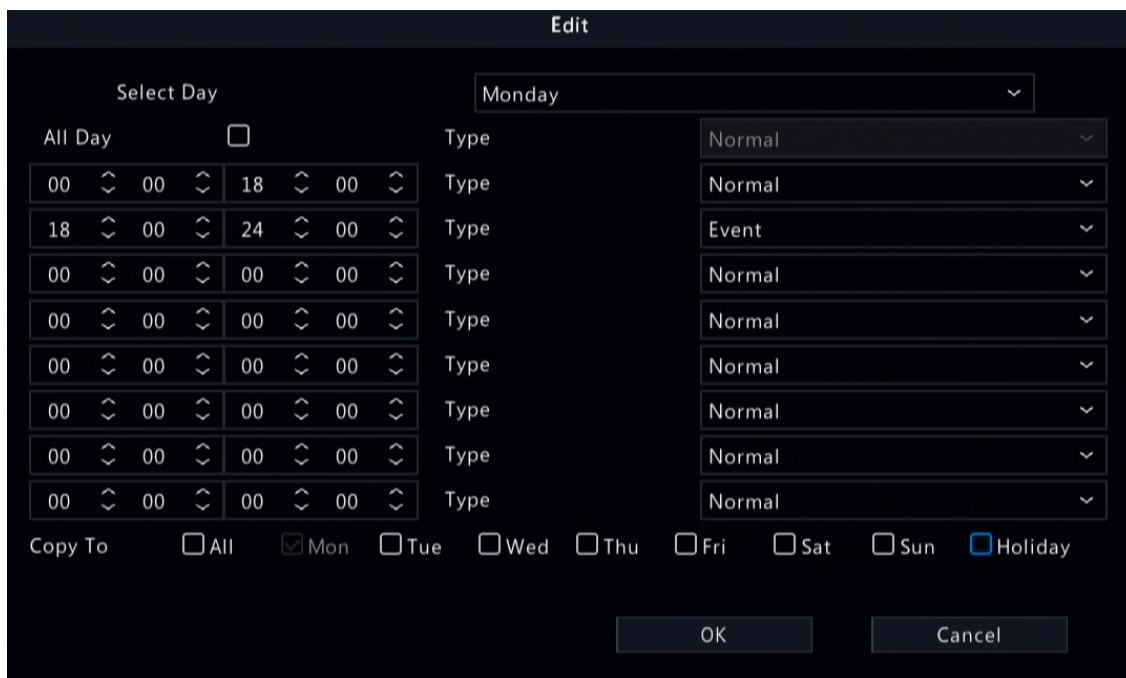 Edit
Select Day Monday
All Day Type Normal
00 00 18 00 Type Normal
18 00 24 00 Type Event
00 00 00 00 Type Normal
00 00 00 00 Type Normal
00 00 00 00 Type Normal
00 00 00 00 Type Normal
00 00 00 00 Type Normal
00 00 00 00 Type Normal
Copy To All Mon Tue Wed Thu Fri Sat Sun Holiday
OK Cancel